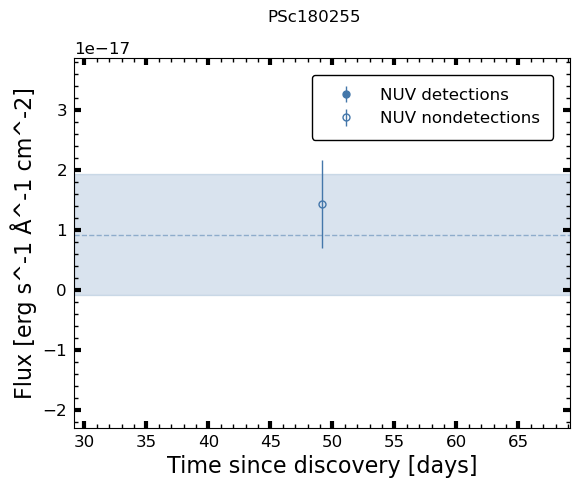 PSc180255
1e−17
NUV detections
NUV nondetections
3
2
1
0
−1
−2
Flux [erg s^-1 Å^-1 cm^-2]
30 35 40 45 50 55 60 65
Time since discovery [days]